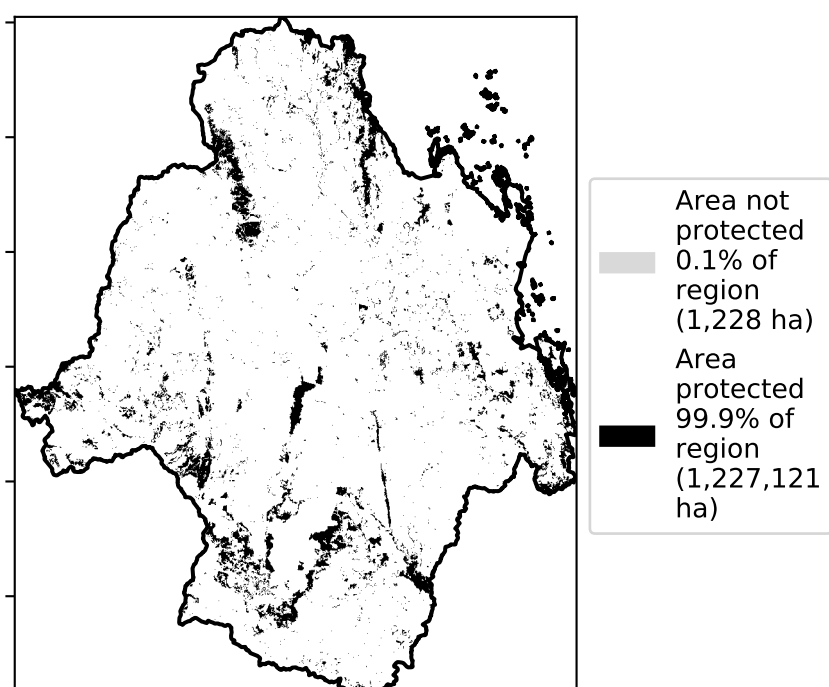 Area not
protected
0.1% of
region
(1,228 ha)
Area
protected
99.9% of
region
(1,227,121
ha)